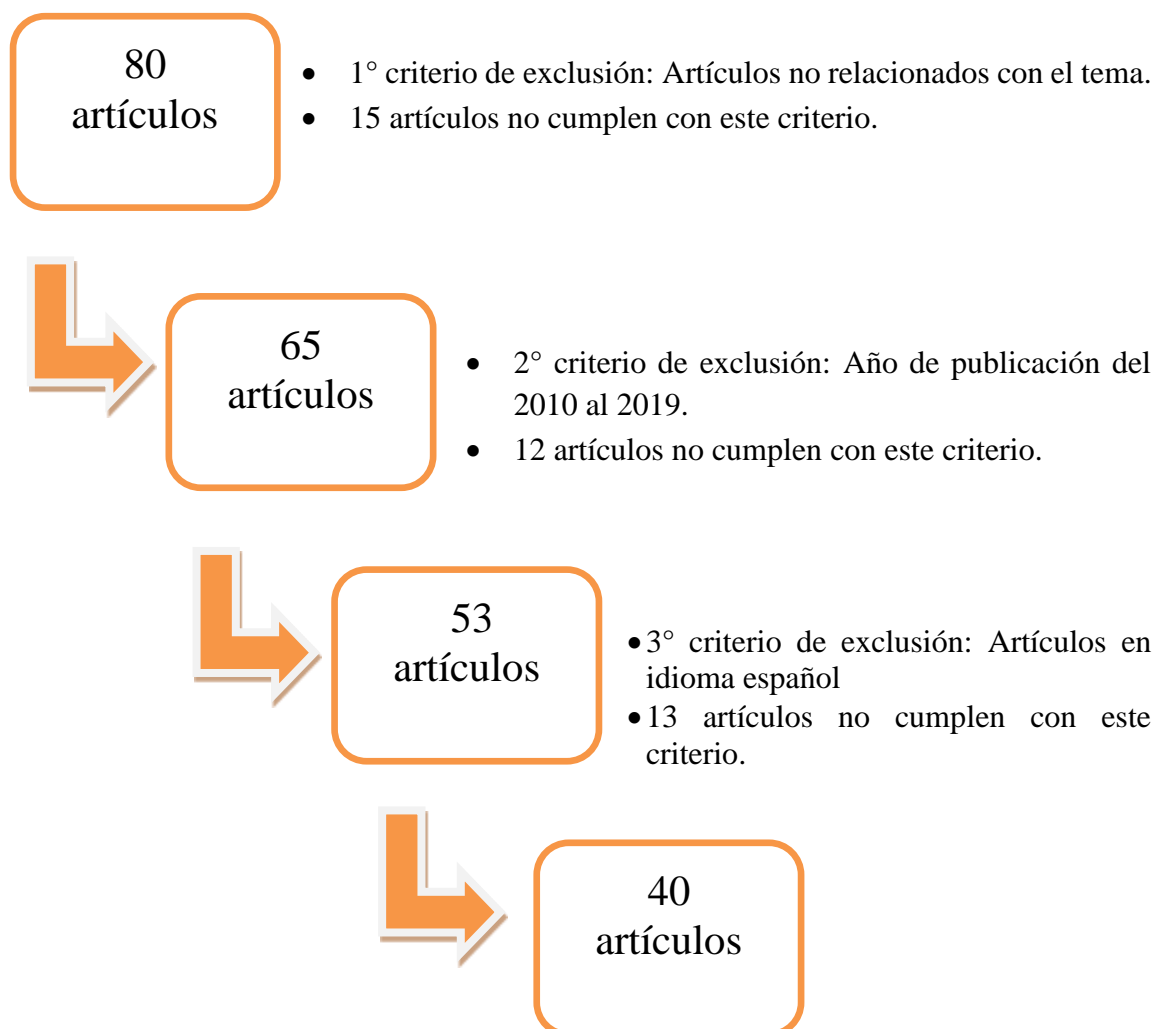 80
artículos
• 1° criterio de exclusión: Artículos no relacionados con el tema.
• 15 artículos no cumplen con este criterio.
65
artículos
• 2° criterio de exclusión: Año de publicación del
2010 al 2019.
• 12 artículos no cumplen con este criterio.
53
artículos
• 3° criterio de exclusión: Artículos en
idioma español
• 13 artículos no cumplen con este
criterio.
40
artículos